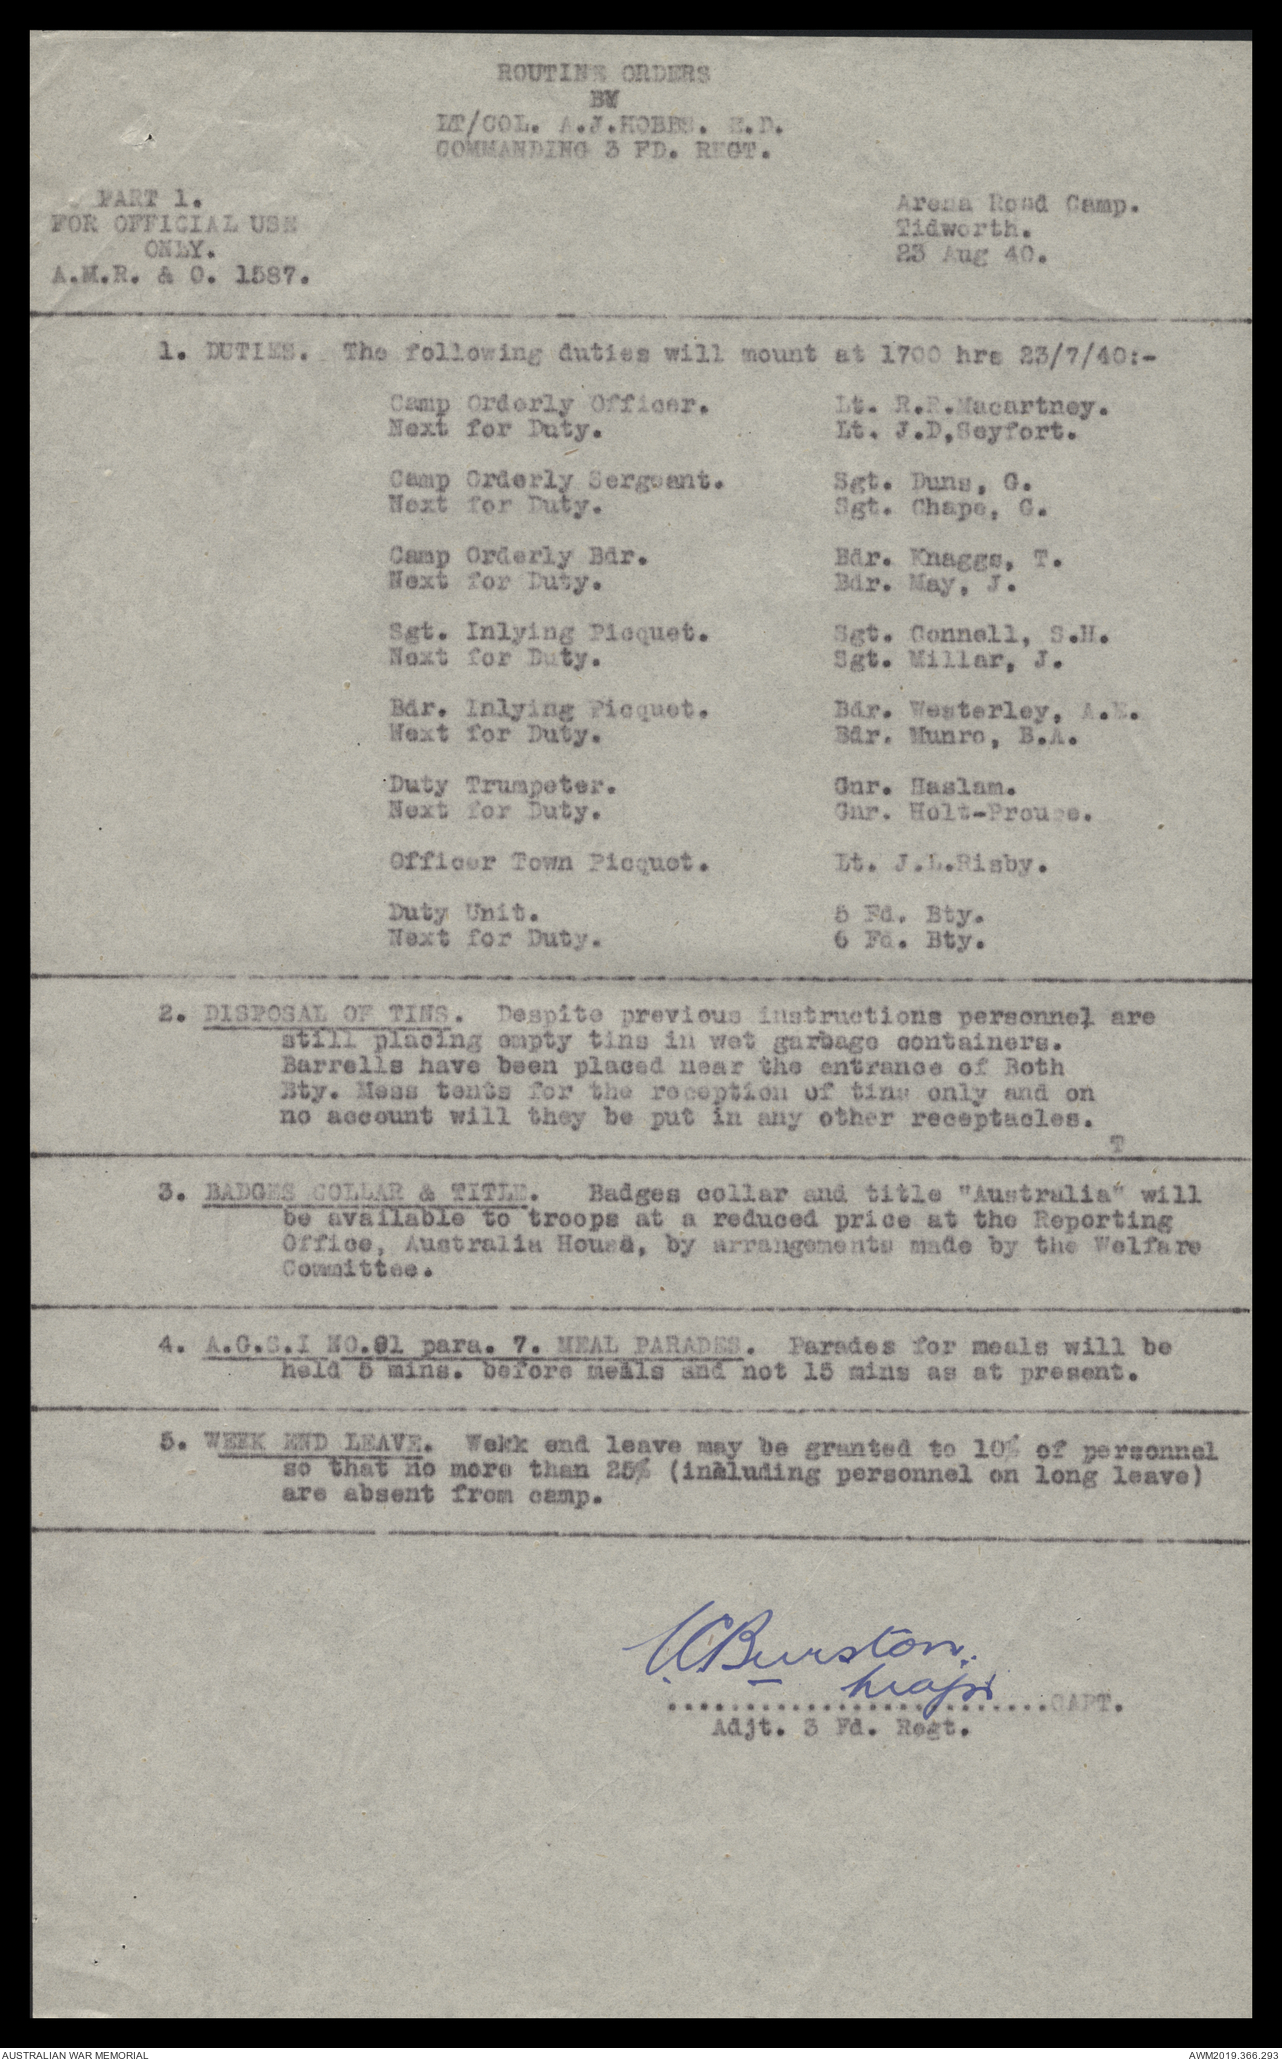 ROUTINE ORDERS
BY
LT/COL. A.J.HOBBS. E.D.
COMMANDING 3 FD. REGT.
PART 1.
FOR OFFICIAL USE
ONLY.
A.M.R. & O. 1587.
Arena Road Camp.
Tidworth.
23 Aug 40.
1. DUTIES. The following duties will mount at 1700 hrs 23/7/40:-
Camp Orderly Officer. Lt. R.R.Macartney.
Next for Duty. Lt. J.D,Seyfort.
Camp Orderly Sergeant. Sgt. Duns, G.
Next for Duty. Sgt. Chape, G.
Camp Orderly Bdr. Bdr. Knaggs, T.
Next for Duty. Bdr. May, J.
Sgt. Inlying Picquet. Sgt. Connell, S.H.
Next for Duty. Sgt. Millar, J.
Bdr. Inlying Picquet. Bdr. Westerley, A.E.
Next for Duty. Bdr. Munro, B.A.
Duty Trumpeter. Gnr. Haslam.
Next for Duty. Gnr. Holt-Prouse.
Officer Town Picquet. Lt. J.L.Risby.
Duty Unit. 5 Fd. Bty.
Next for Duty. 6 Fd. Bty.
2. DISPOSAL OF TINS. Despite previous instructions personnel are
still placing empty tins in wet garbage containers.
Barrells have been placed near the entrance of Both
Bty. Mess tents for the reception of tins only and on
no account will they be put in any other receptacles.
T
3. BADGES COLLAR & TITLE. Badges collar and title "Australia" will
be available to troops at a reduced price at the Reporting
Office, Australia House, by arrangements made by the Welfare
Committee.
4. A.G.S.I NO.81 para. 7. MEAL PARADES. Parades for meals will be
held 5 mins. before meals and not 15 mins as at present.
5. WEEK END LEAVE. Wekk end leave may be granted to 10% of personnel
so that no more than 25% (including personnel on long leave)
are absent from camp.
Burston.
Major
.........................CAPT.
Adjt. 3 Fd. Regt.
AUSTRALIAN WAR MEMORIAL
AWM2019.366.293